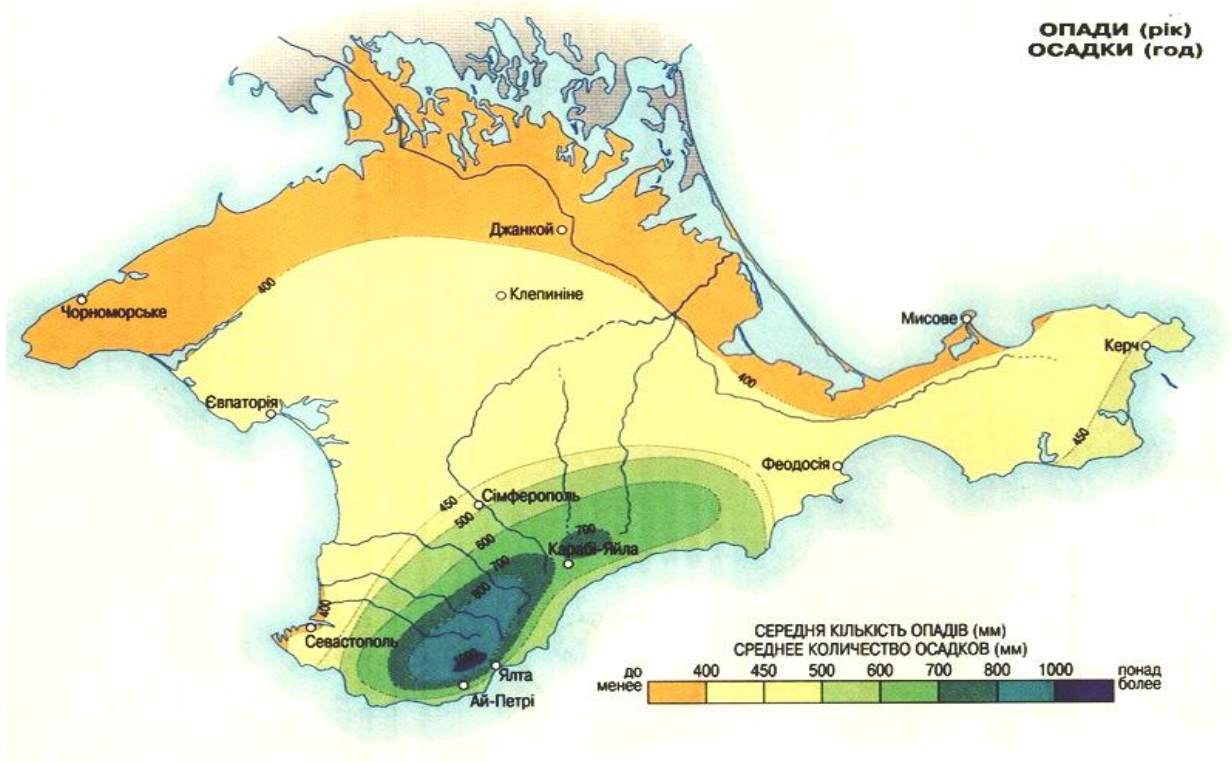 ОПАДИ (рік)
ОСАДКИ (год)
Джанкой
400
Клепиніне
Чорноморське
Мисове
Керч
400
Євпаторія
450
Феодосія
450
Сімферополь
500
600
700
Карабі-Яйла
700
800
400
Севастополь
1000
Ялта
Ай-Петрі
СЕРЕДНЯ КІЛЬКІСТЬ ОПАДІВ (мм)
СРЕДНЕЕ КОЛИЧЕСТВО ОСАДКОВ (мм)
до 400 450 500 600 700 800 1000 понад
менее более